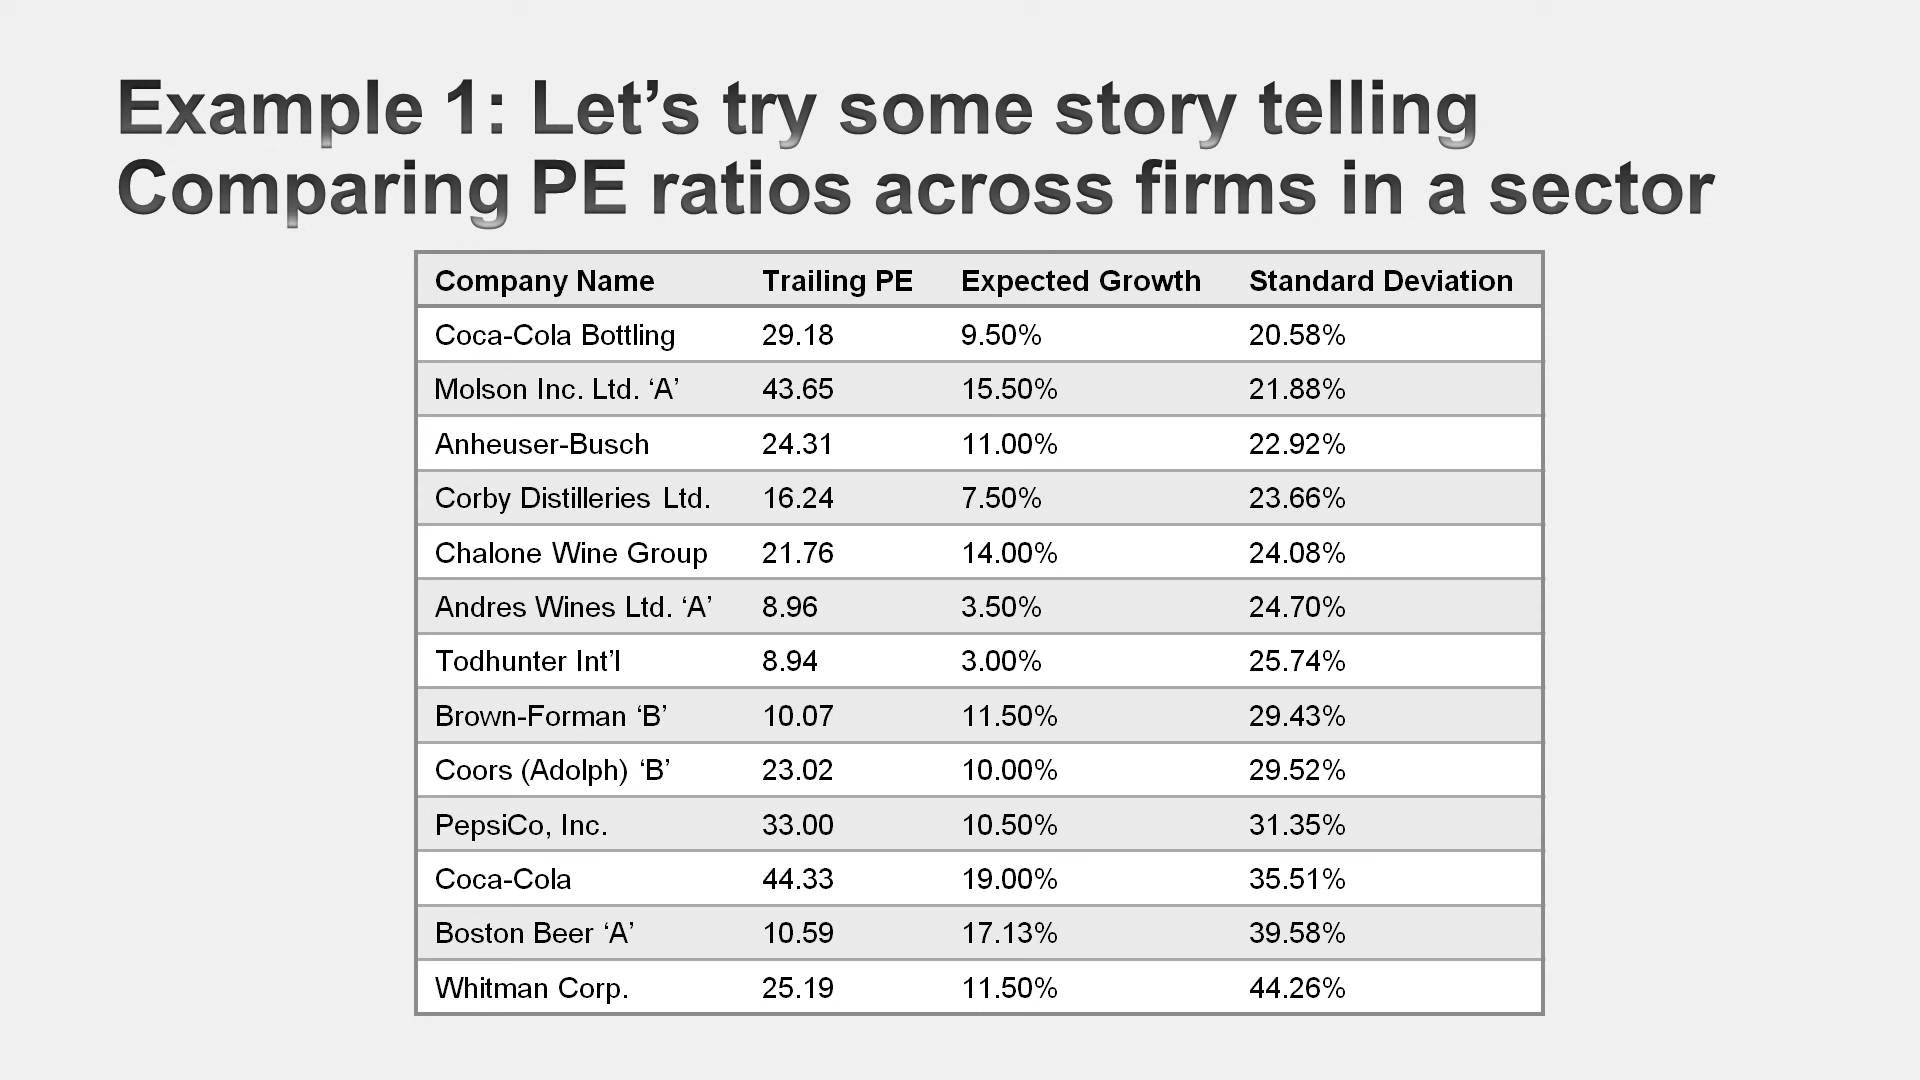 Example 1: Let’s try some story telling
Comparing PE ratios across firms in a sector
Company Name Trailing PE Expected Growth Standard Deviation
Coca-Cola Bottling 29.18 9.50% 20.58%
Molson Inc. Ltd. ‘A’ 43.65 15.50% 21.88%
Anheuser-Busch 24.31 11.00% 22.92%
Corby Distilleries Ltd. 16.24 7.50% 23.66%
Chalone Wine Group 21.76 14.00% 24.08%
Andres Wines Ltd. ‘A’ 8.96 3.50% 24.70%
Todhunter Int’l 8.94 3.00% 25.74%
Brown-Forman ‘B’ 10.07 11.50% 29.43%
Coors (Adolph) ‘B’ 23.02 10.00% 29.52%
PepsiCo, Inc. 33.00 10.50% 31.35%
Coca-Cola 44.33 19.00% 35.51%
Boston Beer ‘A’ 10.59 17.13% 39.58%
Whitman Corp. 25.19 11.50% 44.26%